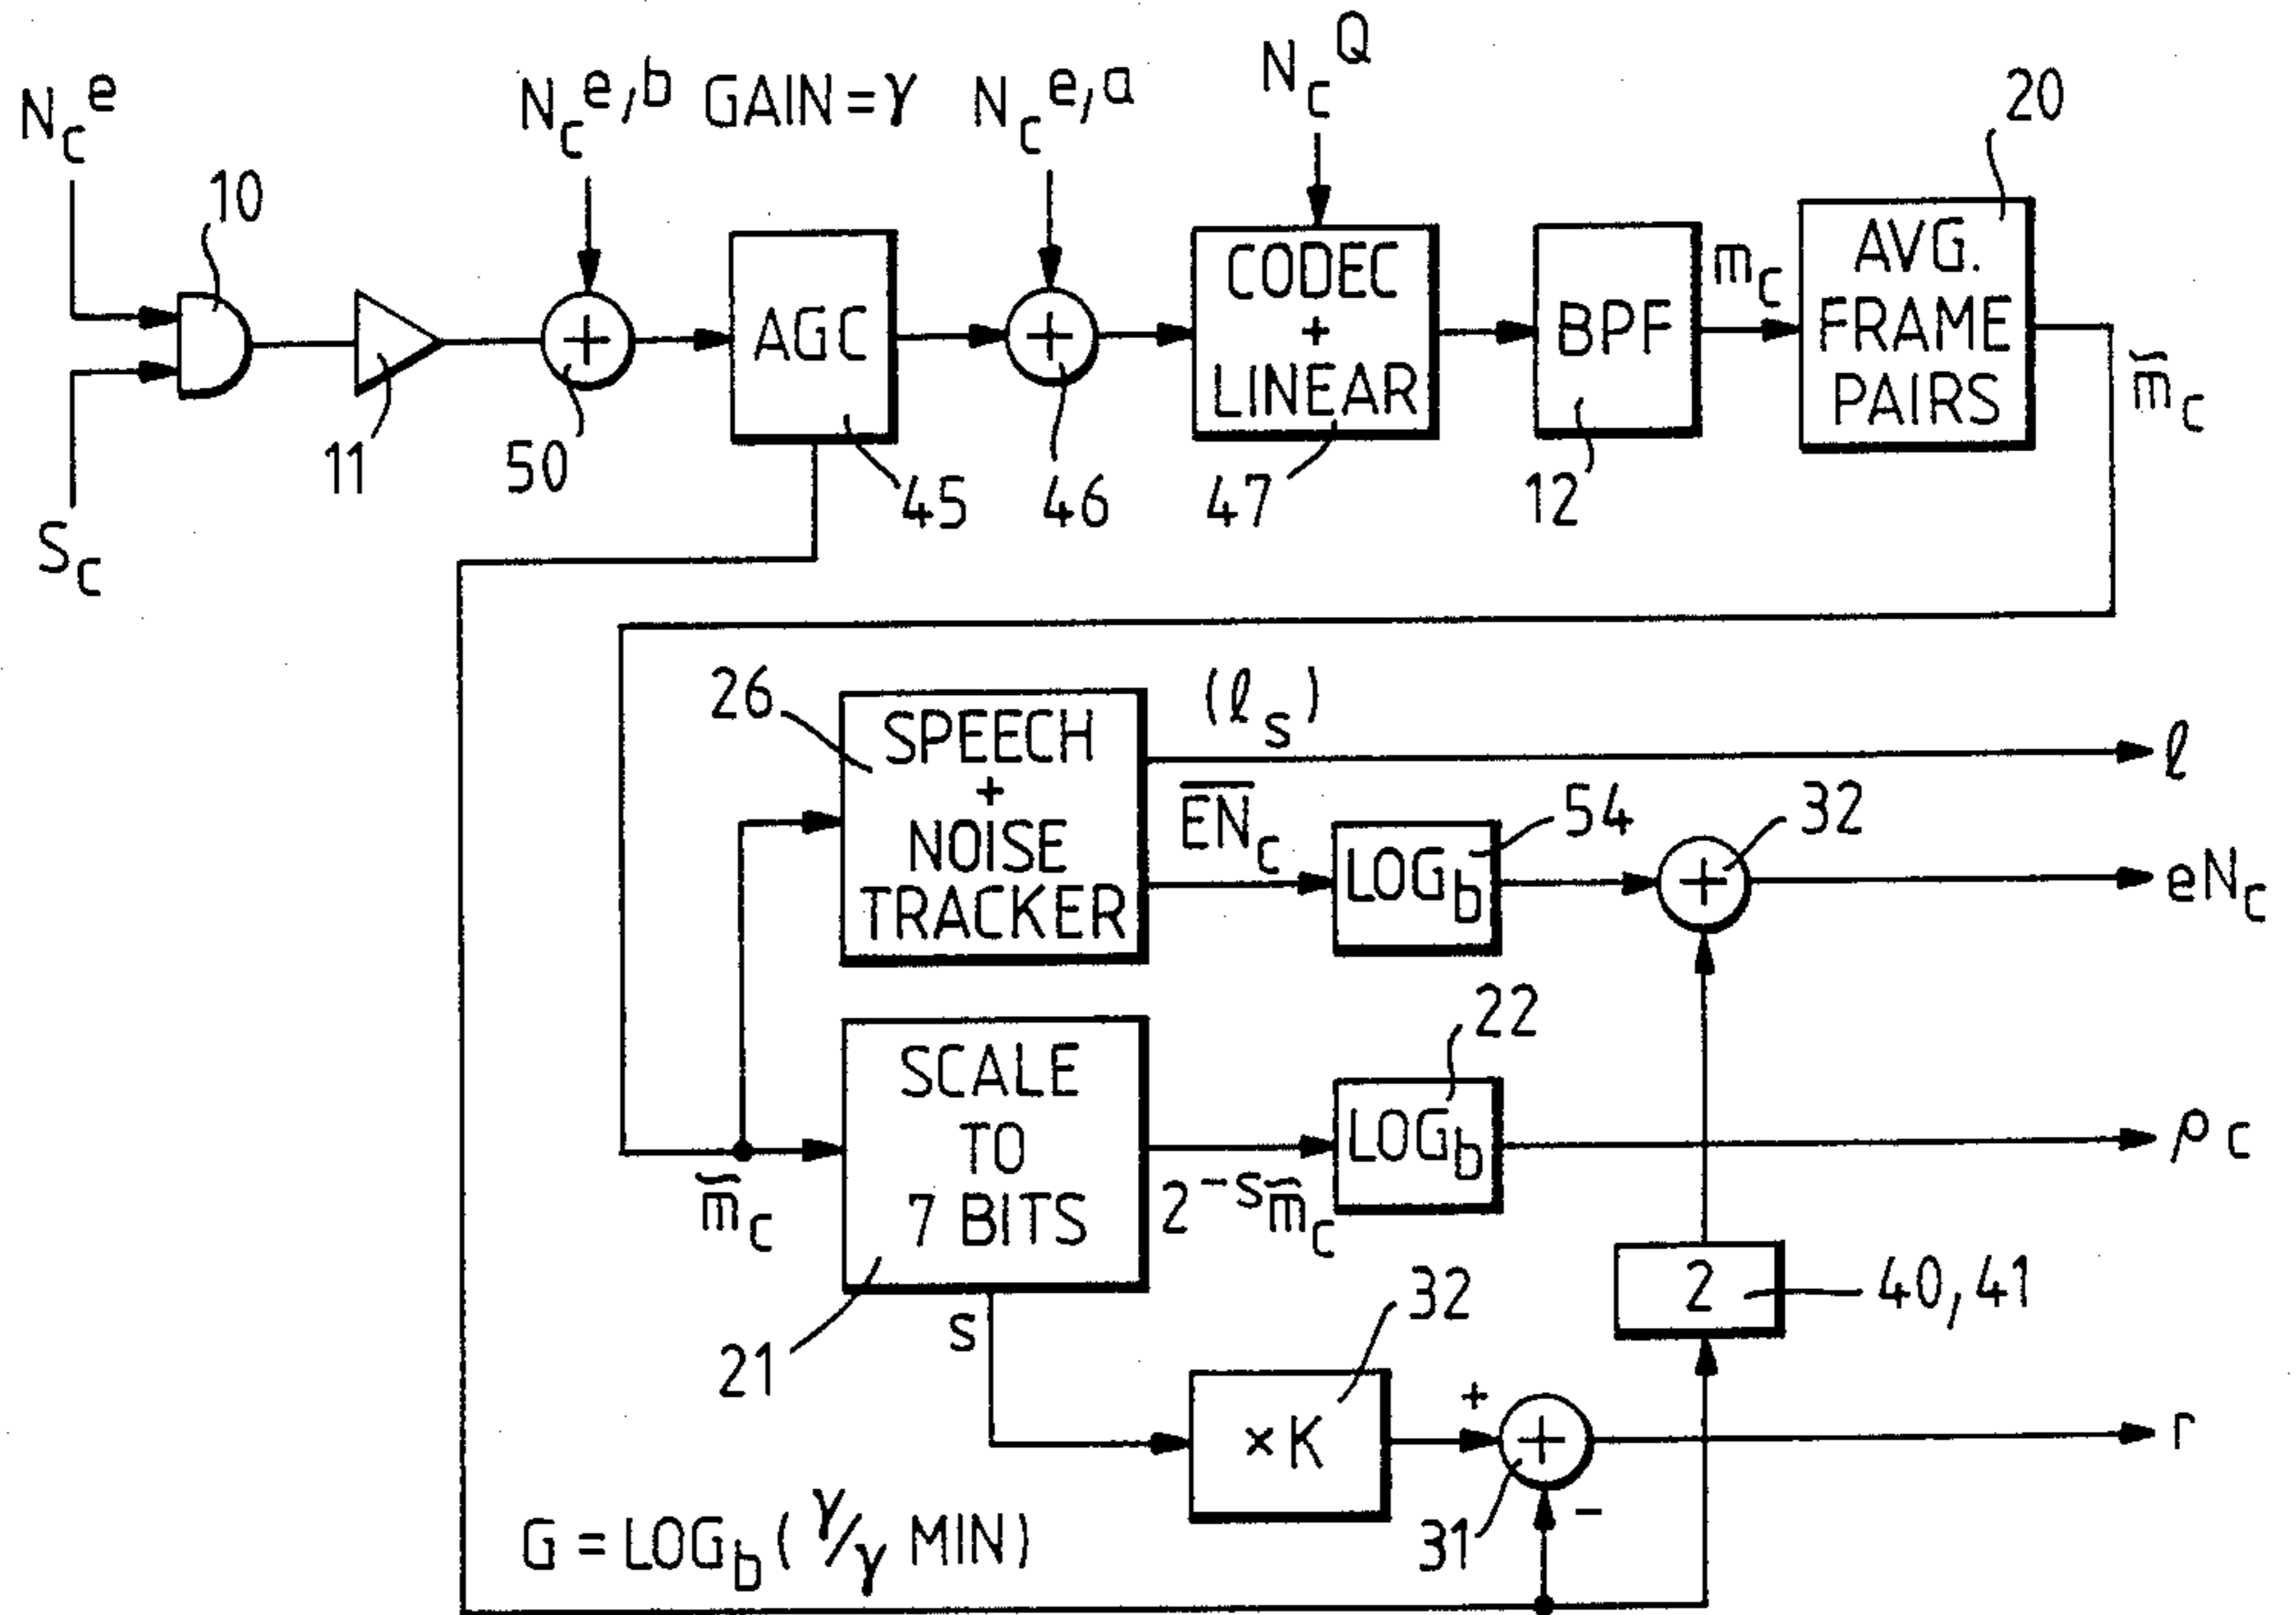 N_c^e
N_c^e,b GAIN=γ
N_c^e,a
N_c^Q
20
10
AGC
CODEC
+
LINEAR
BPF
m_c
AVG.
FRAME
PAIRS
m̃_c
+
+
11
50
45
46
47
12
S_c
26
SPEECH
+
NOISE
TRACKER
(ℓ_s)
ℓ
E̅N̅_c
LOG_b
54
+
32
eN_c
SCALE
TO
7 BITS
22
LOG_b
ρ_c
m̃_c
2^-s m̃_c
21
s
2
40,41
32
×K
+
+
-
31
r
G = LOG_b (γ/γ MIN)